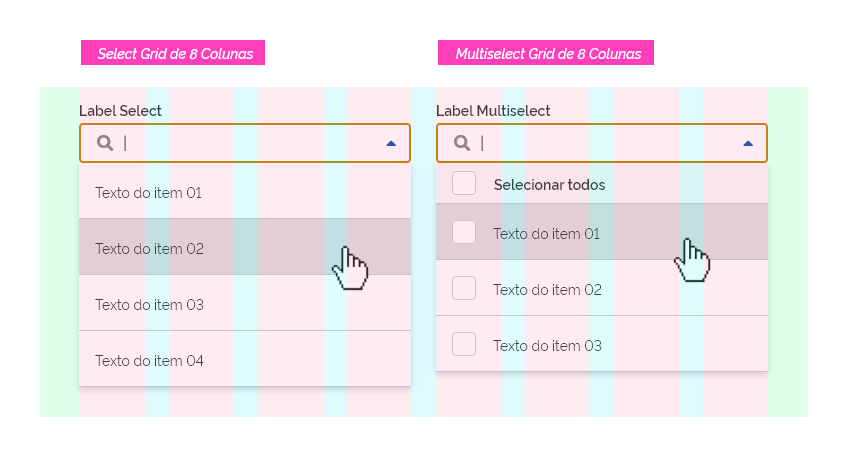 Select Grid de 8 Colunas
Multiselect Grid de 8 Colunas
Label Select
Label Multiselect
Texto do item 01
Texto do item 02
Texto do item 03
Texto do item 04
Selecionar todos
Texto do item 01
Texto do item 02
Texto do item 03